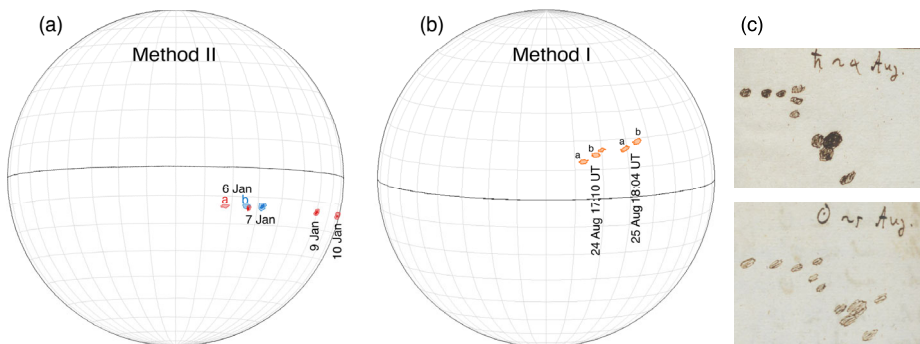 (a)
Method II
6 Jan
a
b
7 Jan
9 Jan
10 Jan
(b)
Method I
a
b
a
b
24 Aug 17:10 UT
25 Aug 18:04 UT
(c)
Aug.
Aug.